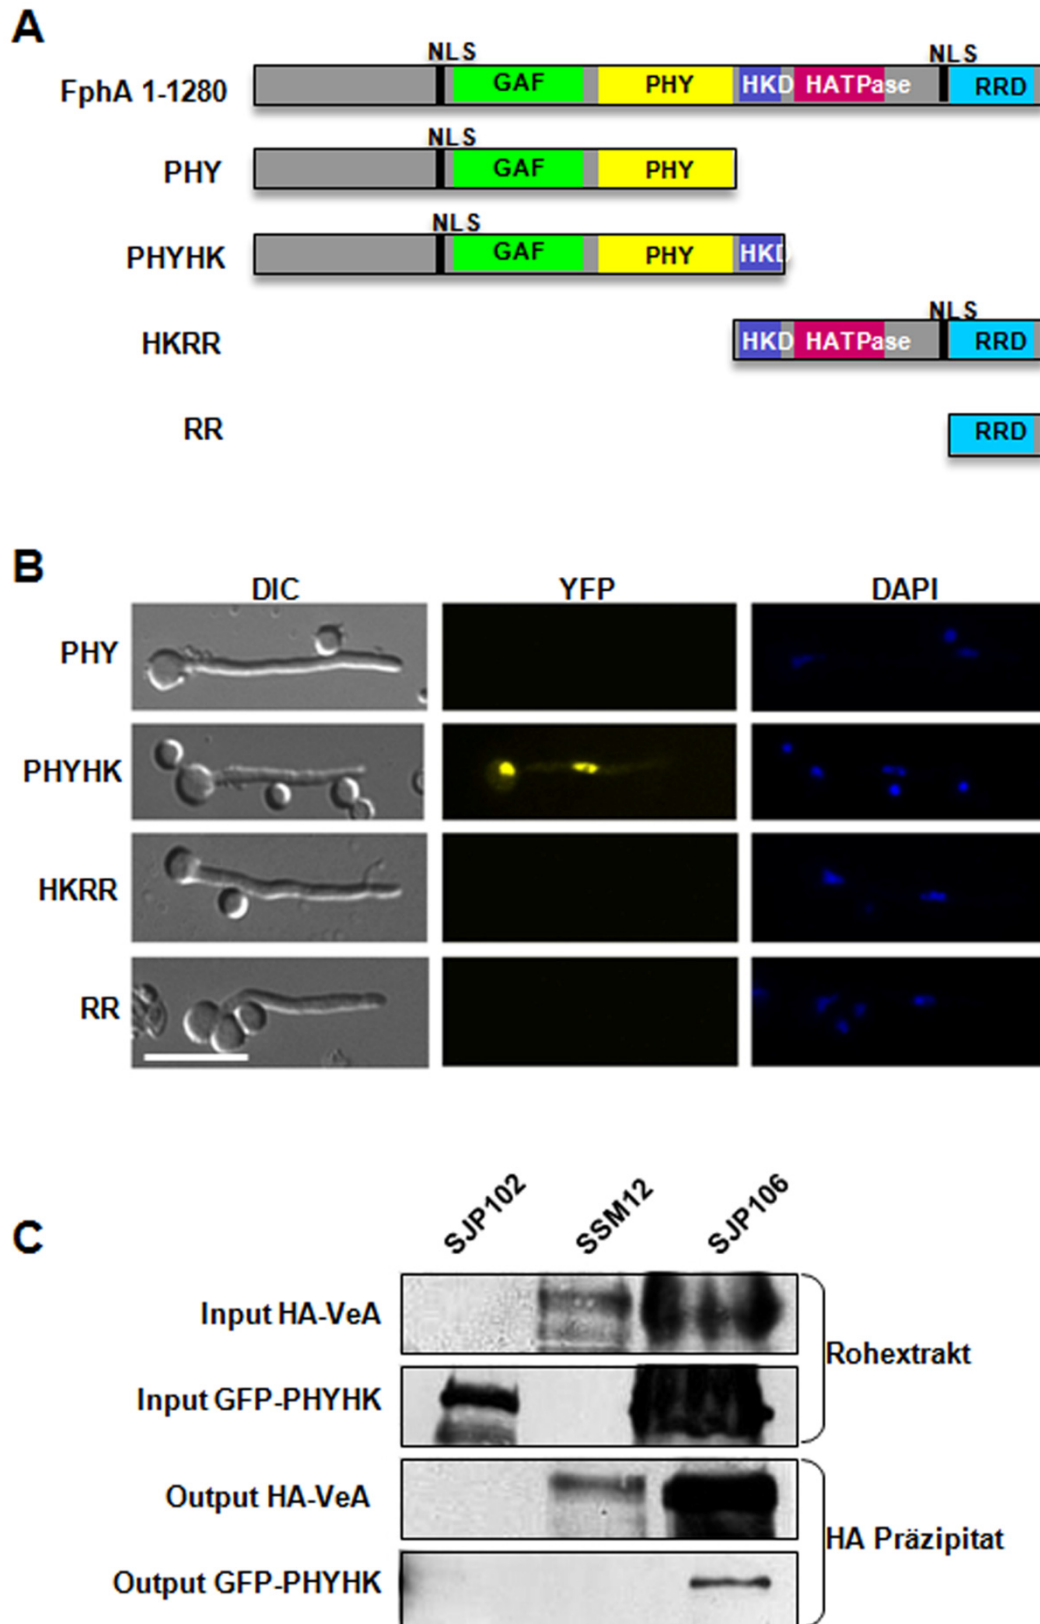 A
NLS NLS
FphA 1-1280 GAF PHY HKD HATPase RRD
NLS
PHY GAF PHY
NLS
PHYHK GAF PHY HKD
NLS
HKRR HKD HATPase RRD
RR RRD
B
DIC YFP DAPI
PHY
PHYHK
HKRR
RR
C
SJP102 SSM12 SJP106
Input HA-VeA
Rohextrakt
Input GFP-PHYHK
Output HA-VeA
HA Präzipitat
Output GFP-PHYHK